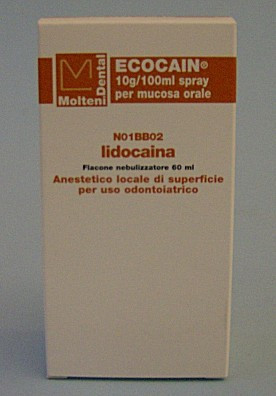 Molteni
Dental
ECOCAIN®
10g/100ml spray
per mucosa orale
N01BB02
lidocaina
Flacone nebulizzatore 60 ml
Anestetico locale di superficie
per uso odontoiatrico